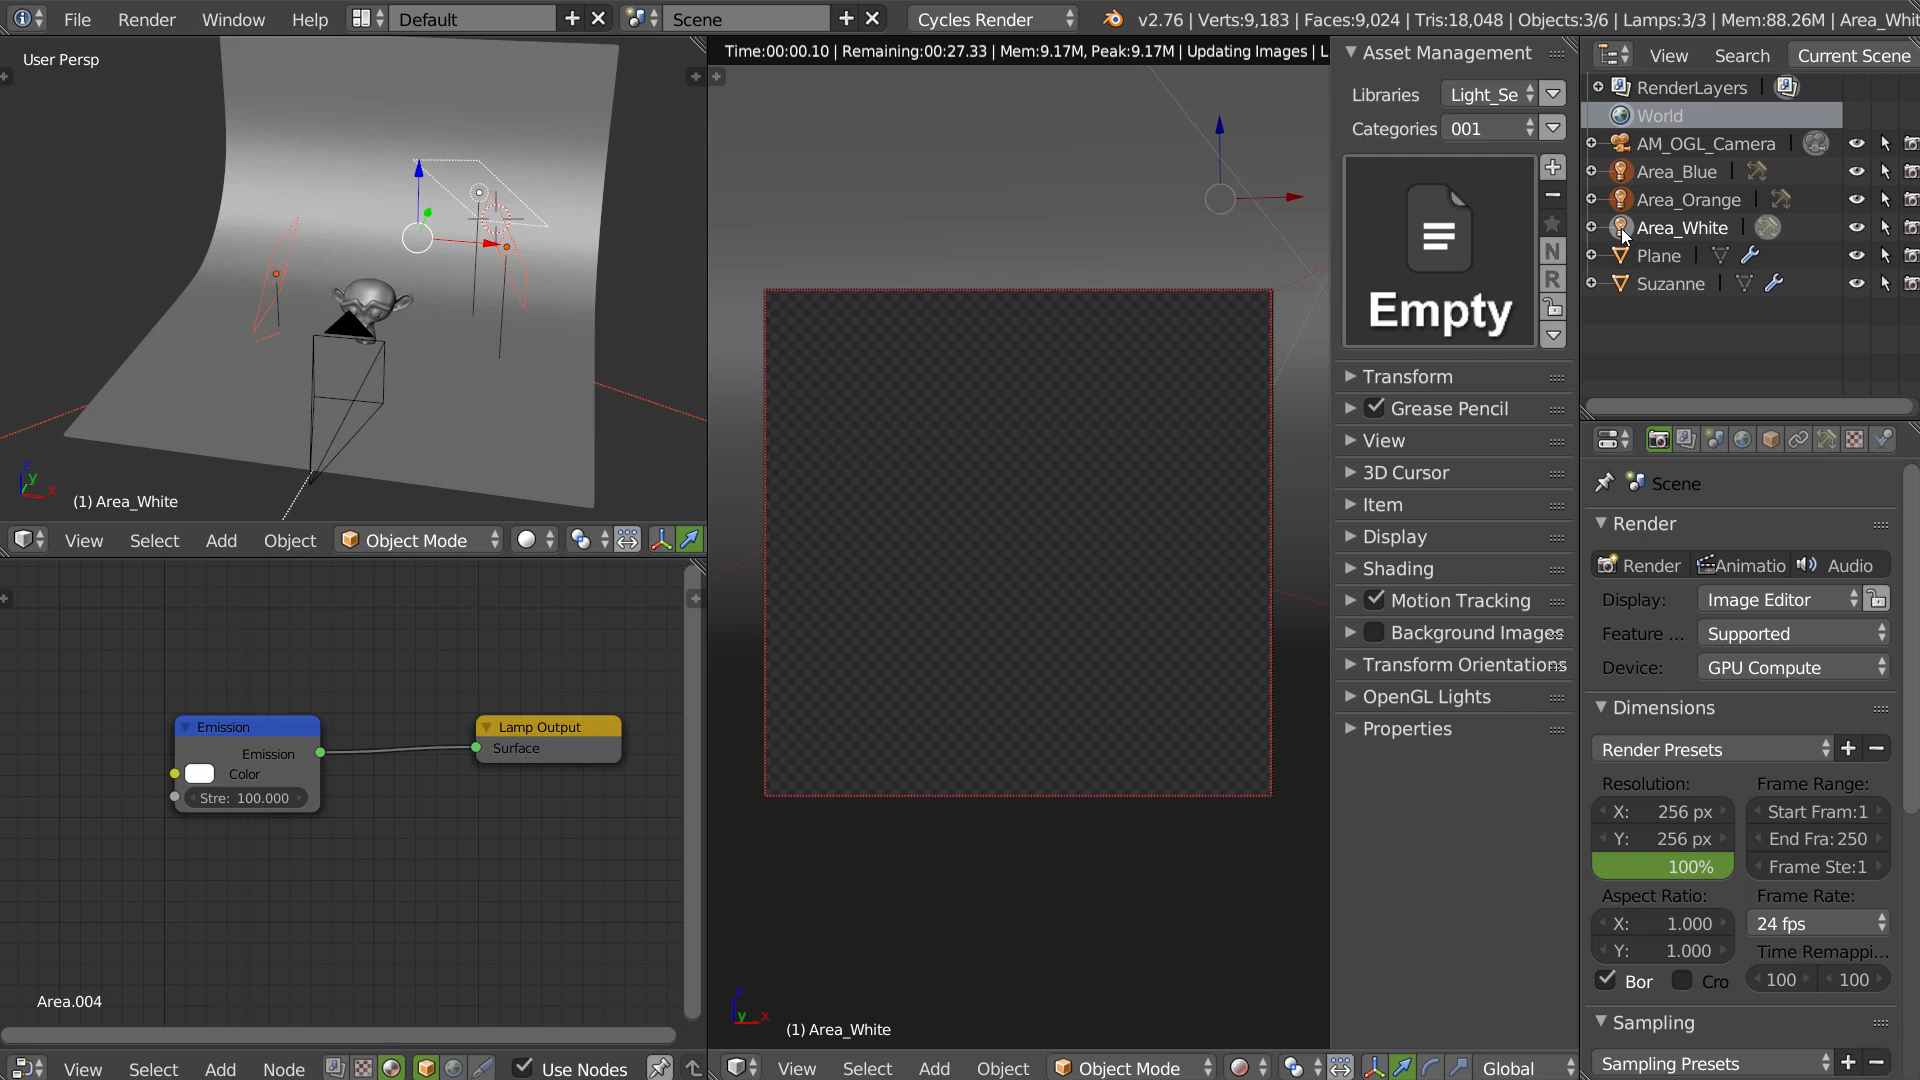 File Render Window Help Default Scene Cycles Render v2.76 | Verts:9,183 | Faces:9,024 | Tris:18,048 | Objects:3/6 | Lamps:3/3 | Mem:88.26M | Area_Whi
User Persp
(1) Area_White
View Select Add Object Object Mode
Emission
Emission
Color
Stre: 100.000
Lamp Output
Surface
Area.004
View Select Add Node Use Nodes
Time:00:00.10 | Remaining:00:27.33 | Mem:9.17M, Peak:9.17M | Updating Images | L
(1) Area_White
View Select Add Object Object Mode Global
Asset Management
Libraries Light_Se
Categories 001
Empty
N
R
Transform
Grease Pencil
View
3D Cursor
Item
Display
Shading
Motion Tracking
Background Images
Transform Orientations
OpenGL Lights
Properties
View Search Current Scene
RenderLayers
World
AM_OGL_Camera
Area_Blue
Area_Orange
Area_White
Plane
Suzanne
Scene
Render
Render Animatio Audio
Display: Image Editor
Feature ... Supported
Device: GPU Compute
Dimensions
Render Presets
Resolution: Frame Range:
X: 256 px Start Fram:1
Y: 256 px End Fra: 250
100% Frame Ste:1
Aspect Ratio: Frame Rate:
X: 1.000 24 fps
Y: 1.000 Time Remappi...
Bor Cro 100 100
Sampling
Sampling Presets